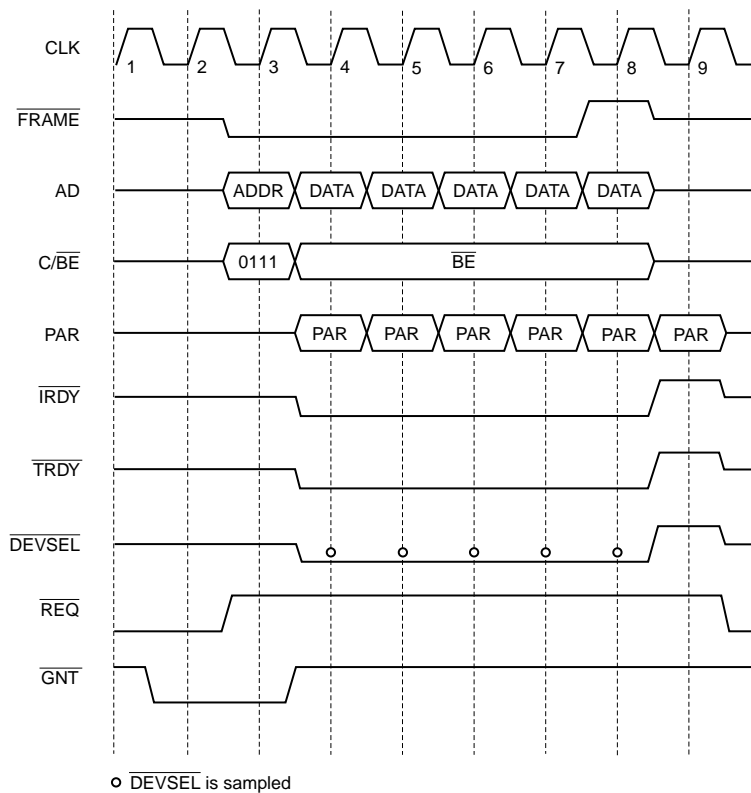 CLK
1 2 3 4 5 6 7 8 9
FRAME
AD
ADDR DATA DATA DATA DATA DATA
C/BE
0111 BE
PAR
PAR PAR PAR PAR PAR PAR
IRDY
TRDY
DEVSEL
REQ
GNT
DEVSEL is sampled